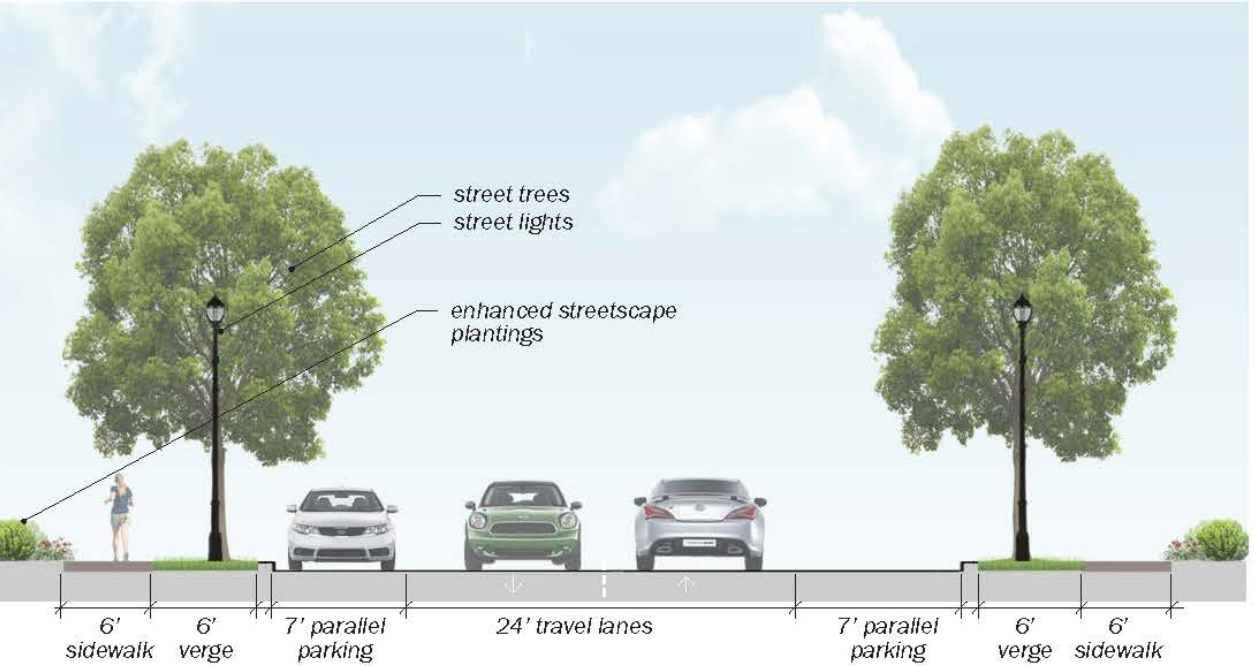 street trees
street lights
enhanced streetscape
plantings
6' 6' 7' parallel 24' travel lanes 7' parallel 6' 6'
sidewalk verge parking parking verge sidewalk